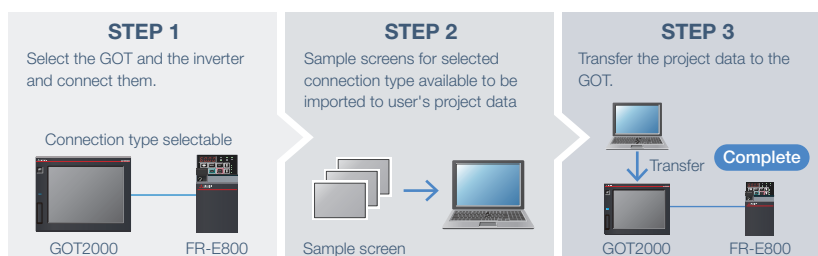 STEP 1
Select the GOT and the inverter
and connect them.
Connection type selectable
GOT2000
FR-E800
STEP 2
Sample screens for selected
connection type available to be
imported to user's project data
Sample screen
STEP 3
Transfer the project data to the
GOT.
Transfer
Complete
GOT2000
FR-E800